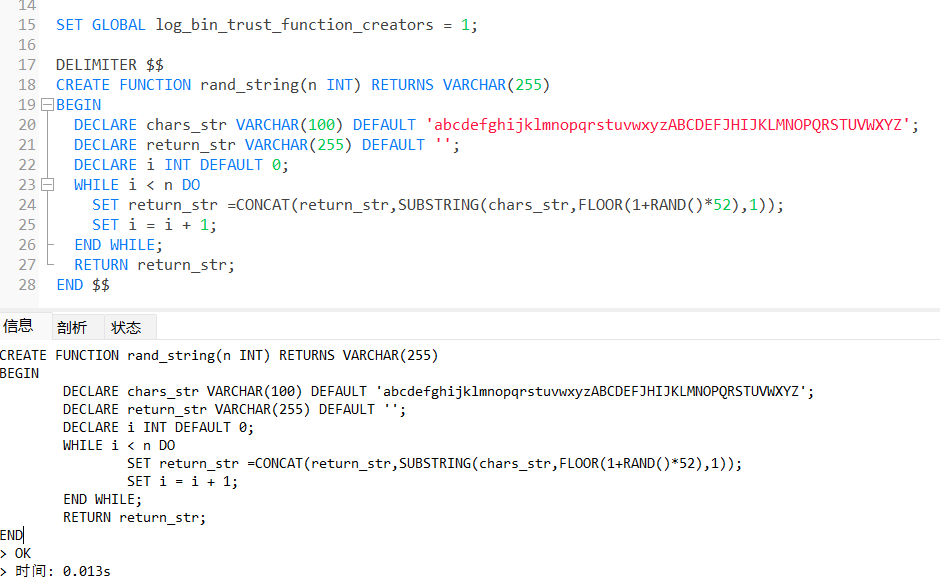 14
15 SET GLOBAL log_bin_trust_function_creators = 1;
16
17 DELIMITER $$
18 CREATE FUNCTION rand_string(n INT) RETURNS VARCHAR(255)
19 BEGIN
20 DECLARE chars_str VARCHAR(100) DEFAULT 'abcdefghijklmnopqrstuvwxyzABCDEFJHIJKLMNOPQRSTUVWXYZ';
21 DECLARE return_str VARCHAR(255) DEFAULT '';
22 DECLARE i INT DEFAULT 0;
23 WHILE i < n DO
24 SET return_str =CONCAT(return_str,SUBSTRING(chars_str,FLOOR(1+RAND()*52),1));
25 SET i = i + 1;
26 END WHILE;
27 RETURN return_str;
28 END $$
信息 剖析 状态
CREATE FUNCTION rand_string(n INT) RETURNS VARCHAR(255)
BEGIN
DECLARE chars_str VARCHAR(100) DEFAULT 'abcdefghijklmnopqrstuvwxyzABCDEFJHIJKLMNOPQRSTUVWXYZ';
DECLARE return_str VARCHAR(255) DEFAULT '';
DECLARE i INT DEFAULT 0;
WHILE i < n DO
SET return_str =CONCAT(return_str,SUBSTRING(chars_str,FLOOR(1+RAND()*52),1));
SET i = i + 1;
END WHILE;
RETURN return_str;
END
> OK
> 时间: 0.013s